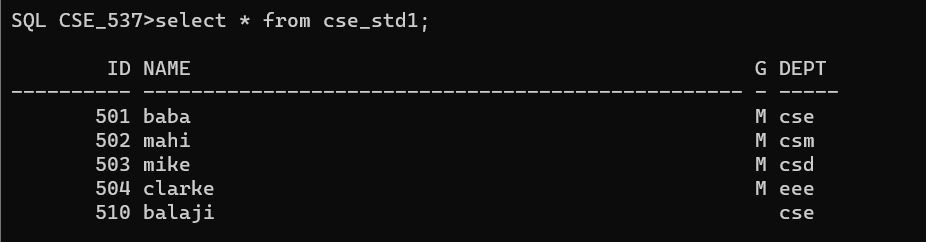 SQL CSE_537>select * from cse_std1;
ID NAME G DEPT
---------- -------------------------------------------------- - -----
501 baba M cse
502 mahi M csm
503 mike M csd
504 clarke M eee
510 balaji cse